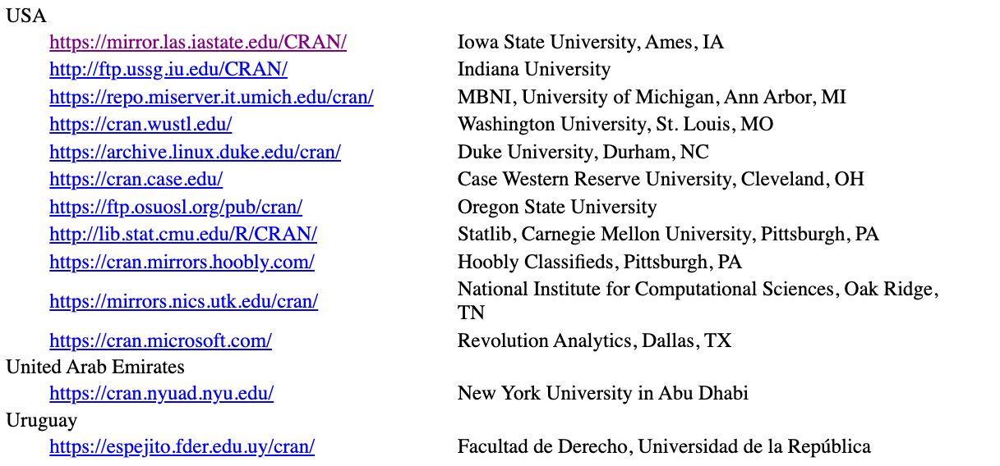 USA
https://mirror.las.iastate.edu/CRAN/ Iowa State University, Ames, IA
http://ftp.ussg.iu.edu/CRAN/ Indiana University
https://repo.miserver.it.umich.edu/cran/ MBNI, University of Michigan, Ann Arbor, MI
https://cran.wustl.edu/ Washington University, St. Louis, MO
https://archive.linux.duke.edu/cran/ Duke University, Durham, NC
https://cran.case.edu/ Case Western Reserve University, Cleveland, OH
https://ftp.osuosl.org/pub/cran/ Oregon State University
http://lib.stat.cmu.edu/R/CRAN/ Statlib, Carnegie Mellon University, Pittsburgh, PA
https://cran.mirrors.hoobly.com/ Hoobly Classifieds, Pittsburgh, PA
https://mirrors.nics.utk.edu/cran/ National Institute for Computational Sciences, Oak Ridge,
TN
https://cran.microsoft.com/ Revolution Analytics, Dallas, TX
United Arab Emirates
https://cran.nyuad.nyu.edu/ New York University in Abu Dhabi
Uruguay
https://espejito.fder.edu.uy/cran/ Facultad de Derecho, Universidad de la República